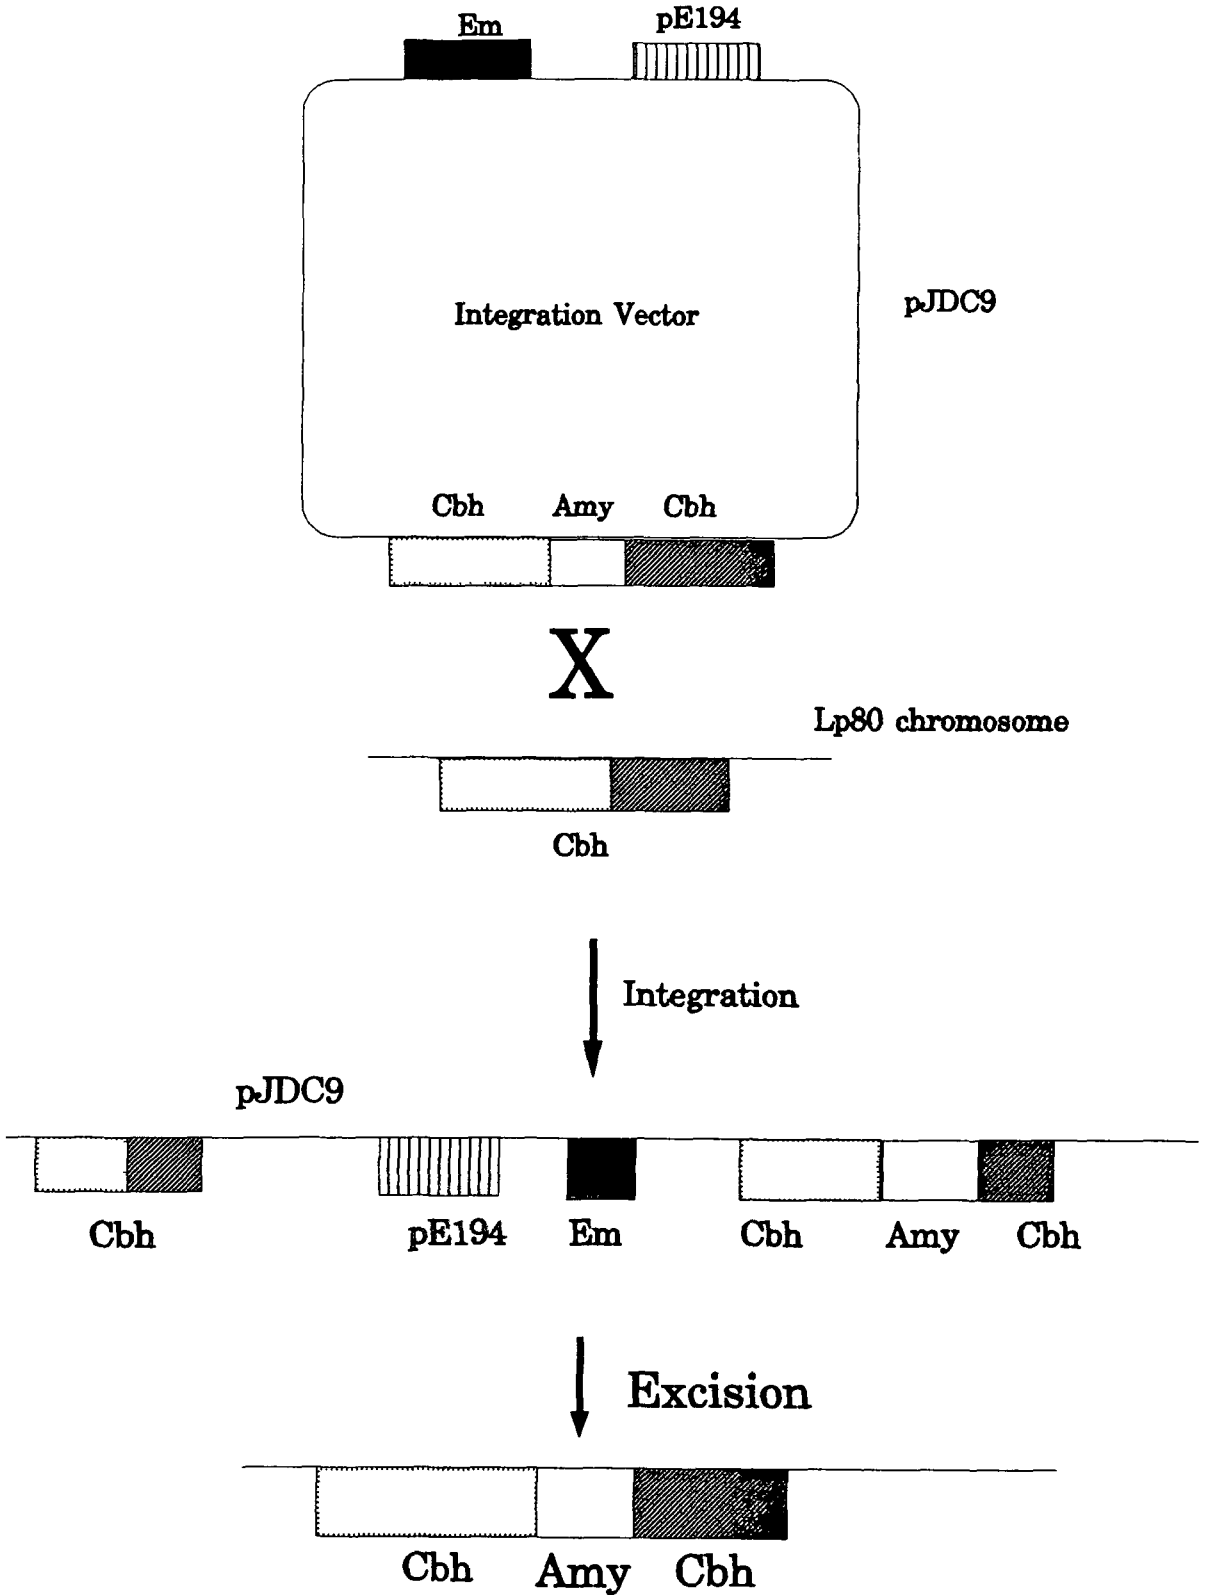 Em
pE194
Integration Vector
pJDC9
Cbh Amy Cbh
X
Lp80 chromosome
Cbh
Integration
pJDC9
Cbh pE194 Em Cbh Amy Cbh
Excision
Cbh Amy Cbh